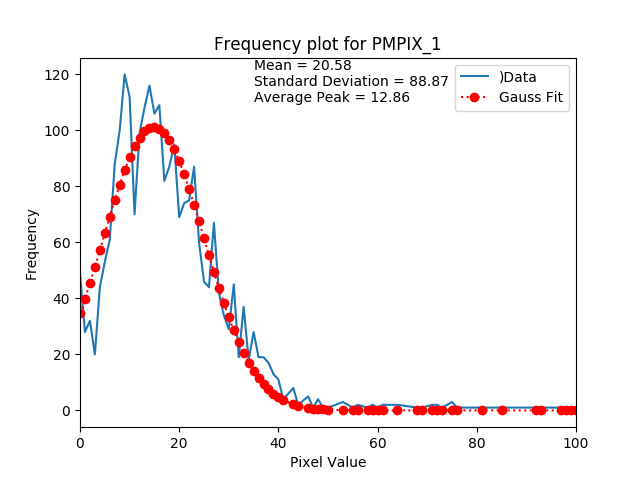 Frequency plot for PMPIX_1
Mean = 20.58
Standard Deviation = 88.87
Average Peak = 12.86
)Data
Gauss Fit
Frequency
120
100
80
60
40
20
0
0 20 40 60 80 100
Pixel Value